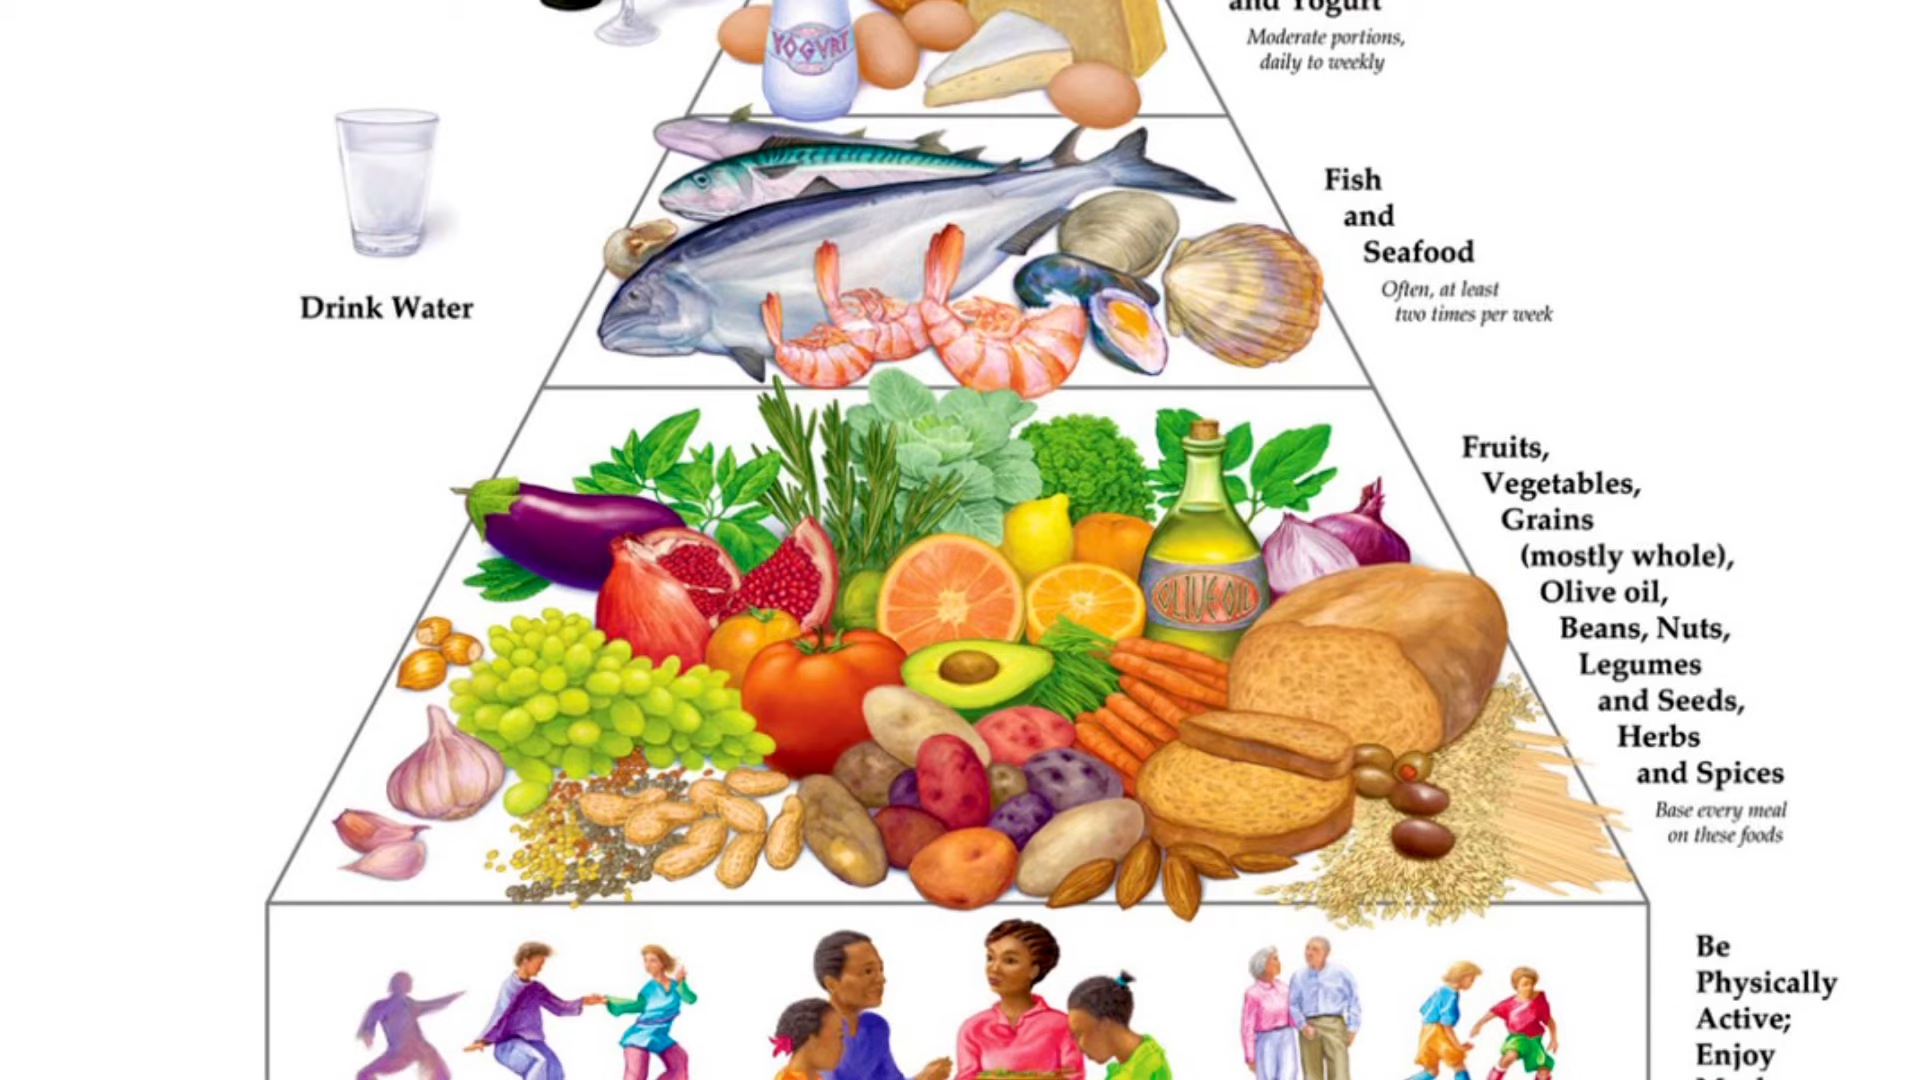 and Yogurt
Moderate portions,
daily to weekly
YOGURT
Drink Water
Fish
and
Seafood
Often, at least
two times per week
Fruits,
Vegetables,
Grains
(mostly whole),
Olive oil,
Beans, Nuts,
Legumes
and Seeds,
Herbs
and Spices
Base every meal
on these foods
OLIVE OIL
Be
Physically
Active;
Enjoy